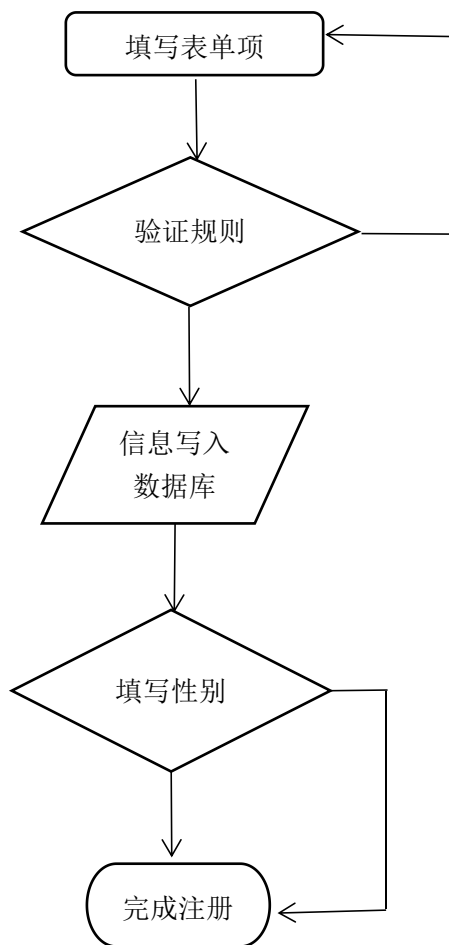 填写表单项
验证规则
信息写入
数据库
填写性别
完成注册